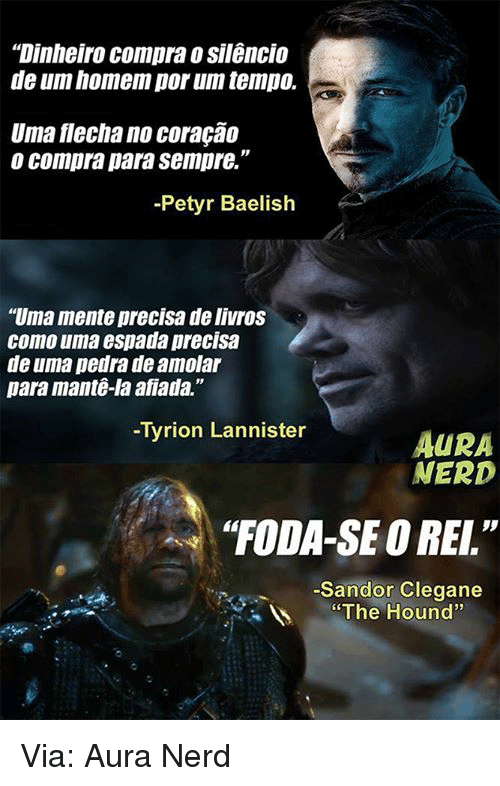 "Dinheiro compra o silêncio
de um homem por um tempo.
Uma flecha no coração
o compra para sempre."
-Petyr Baelish
"Uma mente precisa de livros
como uma espada precisa
de uma pedra de amolar
para mantê-la afiada."
-Tyrion Lannister
AURA
NERD
"FODA-SE O REI."
-Sandor Clegane
"The Hound"
Via: Aura Nerd